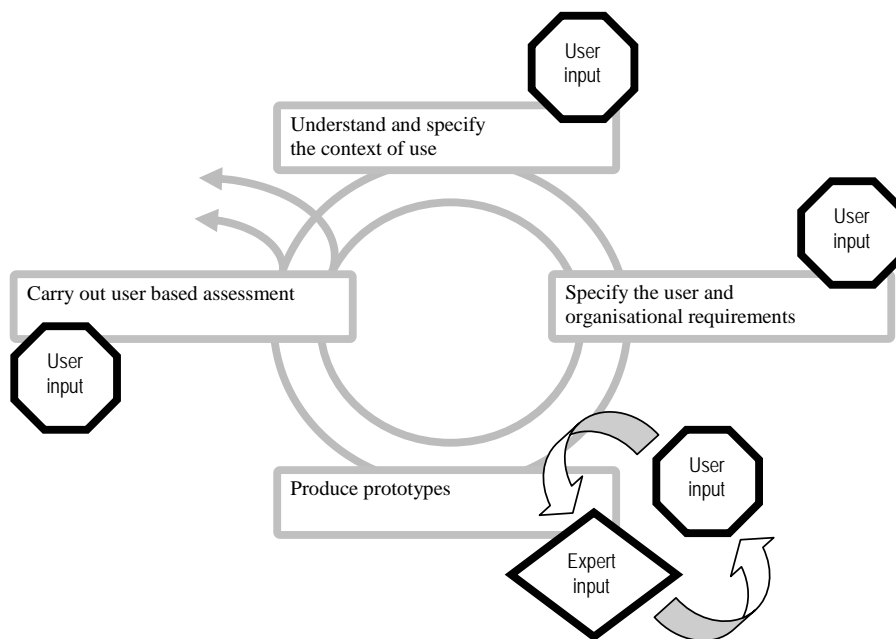 User
input
Understand and specify
the context of use
User
input
Carry out user based assessment
Specify the user and
organisational requirements
User
input
Produce prototypes
User
input
Expert
input